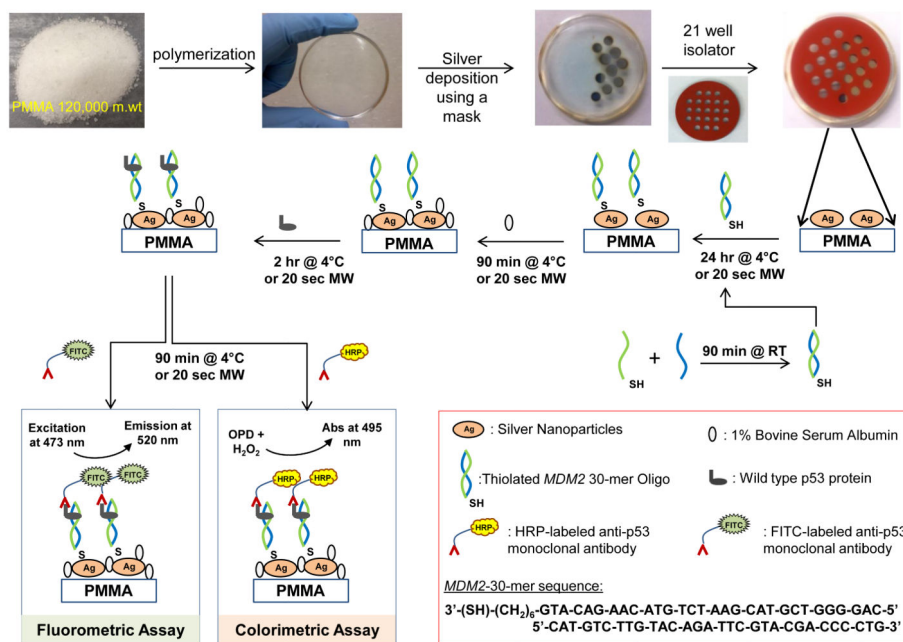 PMMA 120,000 m.wt
polymerization
Silver
deposition
using a
mask
21 well
isolator
S
S
Ag
Ag
PMMA
2 hr @ 4°C
or 20 sec MW
S
S
Ag
Ag
PMMA
90 min @ 4°C
or 20 sec MW
S
S
Ag
Ag
PMMA
SH
24 hr @ 4°C
or 20 sec MW
Ag
Ag
PMMA
SH
+
90 min @ RT
SH
FITC
90 min @ 4°C
or 20 sec MW
HRP
Excitation
at 473 nm
Emission at
520 nm
FITC
FITC
S
S
Ag
Ag
PMMA
Fluorometric Assay
OPD +
H₂O₂
Abs at 495
nm
HRP
HRP
S
S
Ag
Ag
PMMA
Colorimetric Assay
Ag : Silver Nanoparticles
: 1% Bovine Serum Albumin
:Thiolated MDM2 30-mer Oligo
SH
: Wild type p53 protein
HRP
: HRP-labeled anti-p53
monoclonal antibody
FITC
: FITC-labeled anti-p53
monoclonal antibody
MDM2-30-mer sequence:
3'-(SH)-(CH₂)₆-GTA-CAG-AAC-ATG-TCT-AAG-CAT-GCT-GGG-GAC-5'
5'-CAT-GTC-TTG-TAC-AGA-TTC-GTA-CGA-CCC-CTG-3'